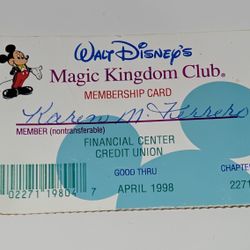 WALT DISNEY'S
Magic Kingdom Club®
MEMBERSHIP CARD
Karen M. Ferrero
MEMBER (nontransferable)
FINANCIAL CENTER
CREDIT UNION
GOOD THRU CHAPTER
02271 19804 7 APRIL 1998 2271